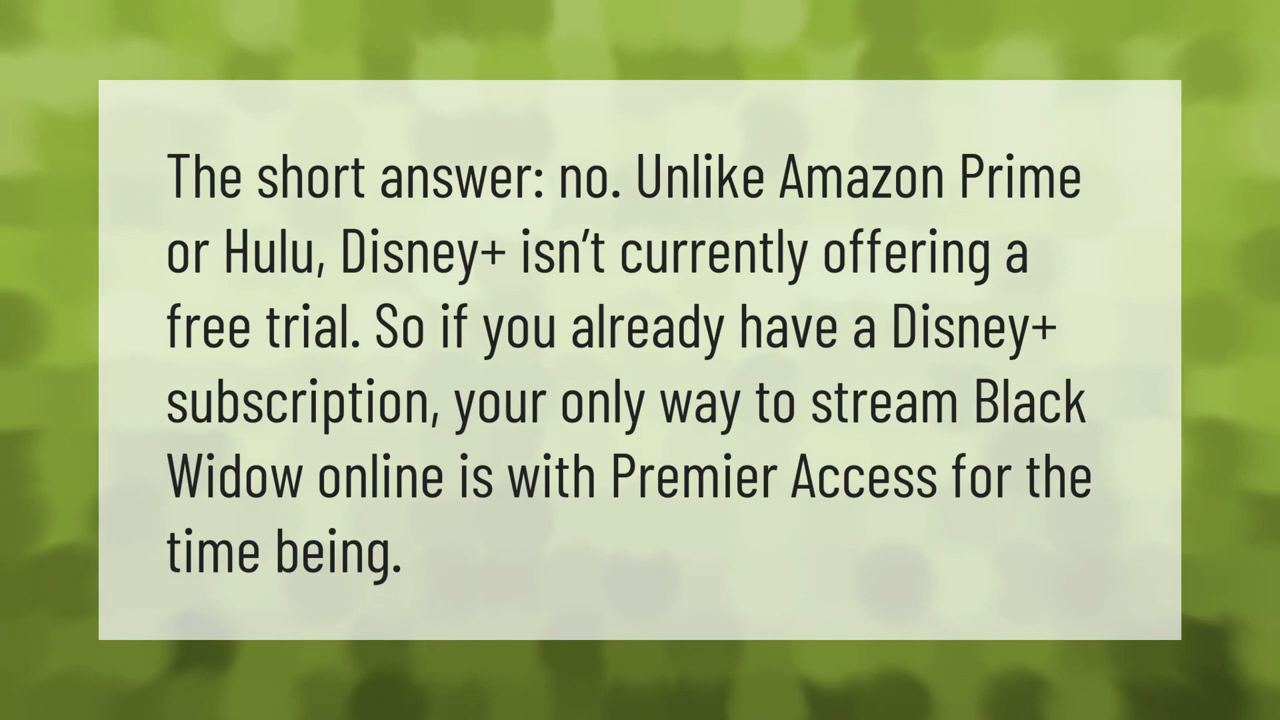 The short answer: no. Unlike Amazon Prime
or Hulu, Disney+ isn’t currently offering a
free trial. So if you already have a Disney+
subscription, your only way to stream Black
Widow online is with Premier Access for the
time being.